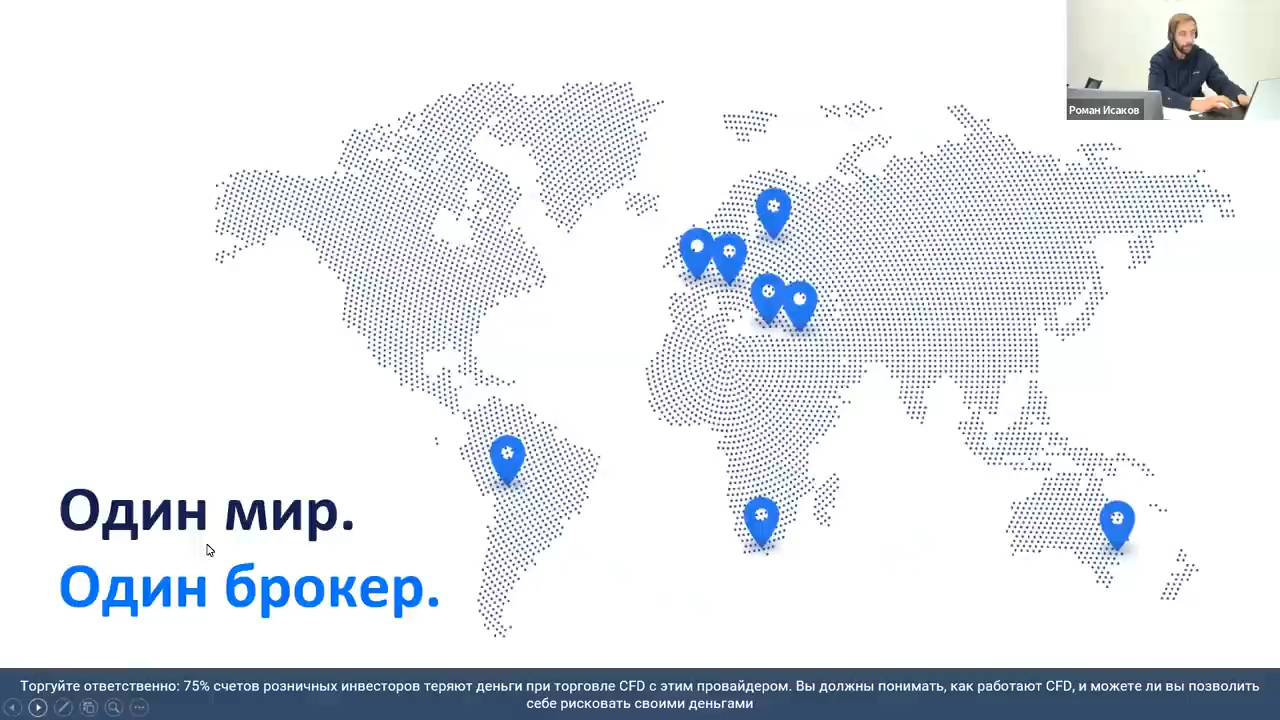 Роман Исаков
Один мир.
Один брокер.
Торгуйте ответственно: 75% счетов розничных инвесторов теряют деньги при торговле CFD с этим провайдером. Вы должны понимать, как работают CFD, и можете ли вы позволить
себе рисковать своими деньгами